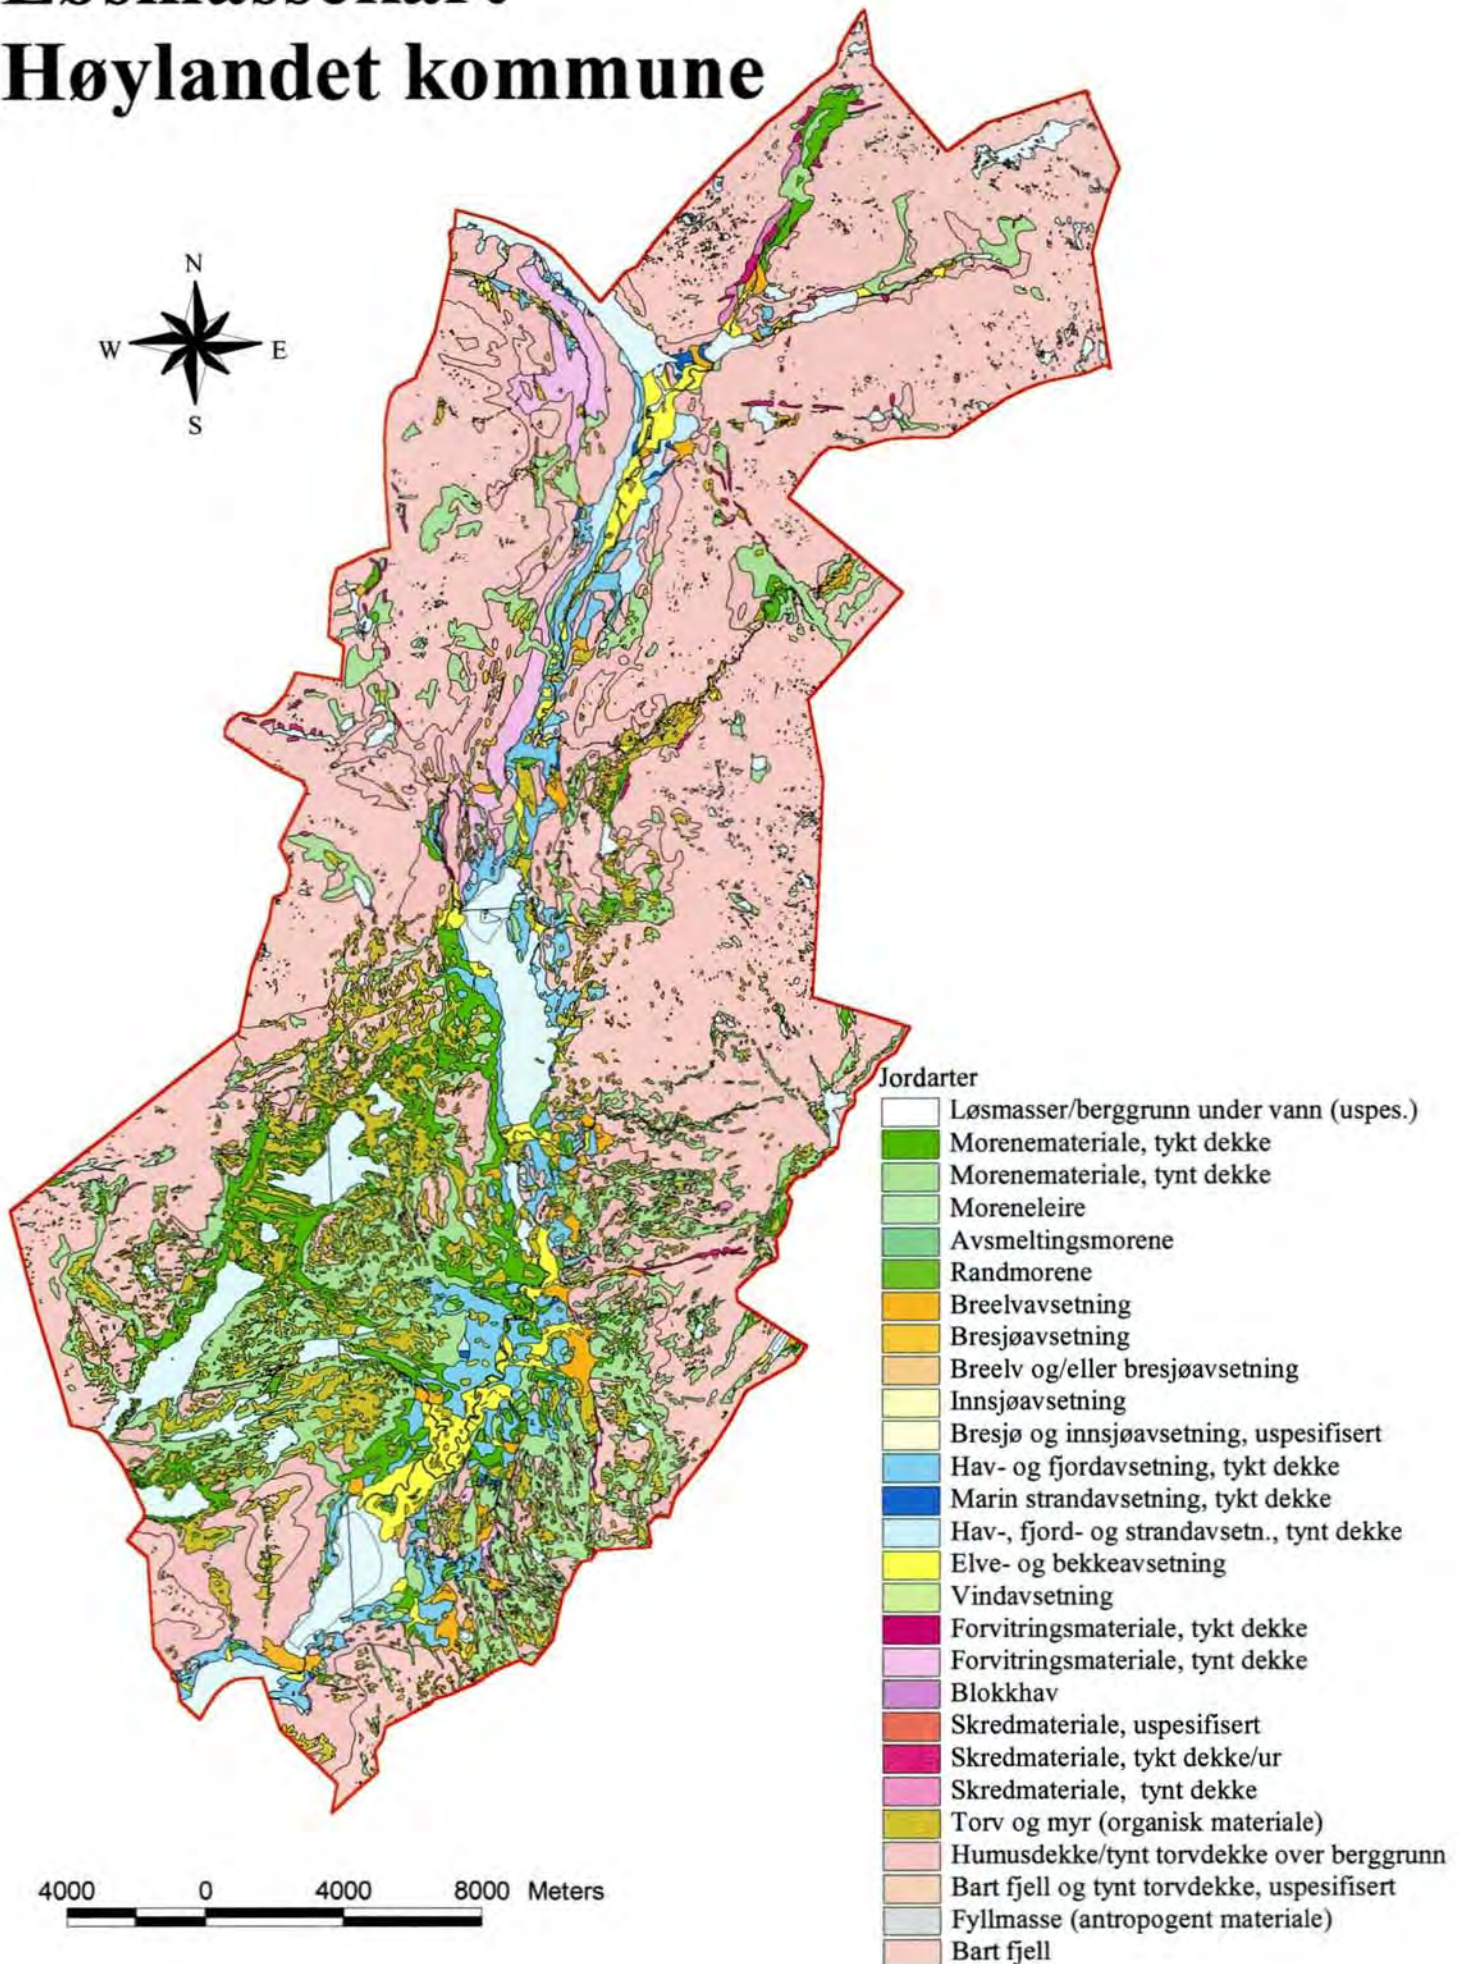 Løsmassekart
Høylandet kommune
N
W
E
S
Jordarter
Løsmasser/berggrunn under vann (uspes.)
Morenemateriale, tykt dekke
Morenemateriale, tynt dekke
Moreneleire
Avsmeltingsmorene
Randmorene
Breelvavsetning
Bresjøavsetning
Breelv og/eller bresjøavsetning
Innsjøavsetning
Bresjø og innsjøavsetning, uspesifisert
Hav- og fjordavsetning, tykt dekke
Marin strandavsetning, tykt dekke
Hav-, fjord- og strandavsetn., tynt dekke
Elve- og bekkeavsetning
Vindavsetning
Forvitringsmateriale, tykt dekke
Forvitringsmateriale, tynt dekke
Blokkhav
Skredmateriale, uspesifisert
Skredmateriale, tykt dekke/ur
Skredmateriale, tynt dekke
Torv og myr (organisk materiale)
Humusdekke/tynt torvdekke over berggrunn
Bart fjell og tynt torvdekke, uspesifisert
Fyllmasse (antropogent materiale)
Bart fjell
4000 0 4000 8000 Meters